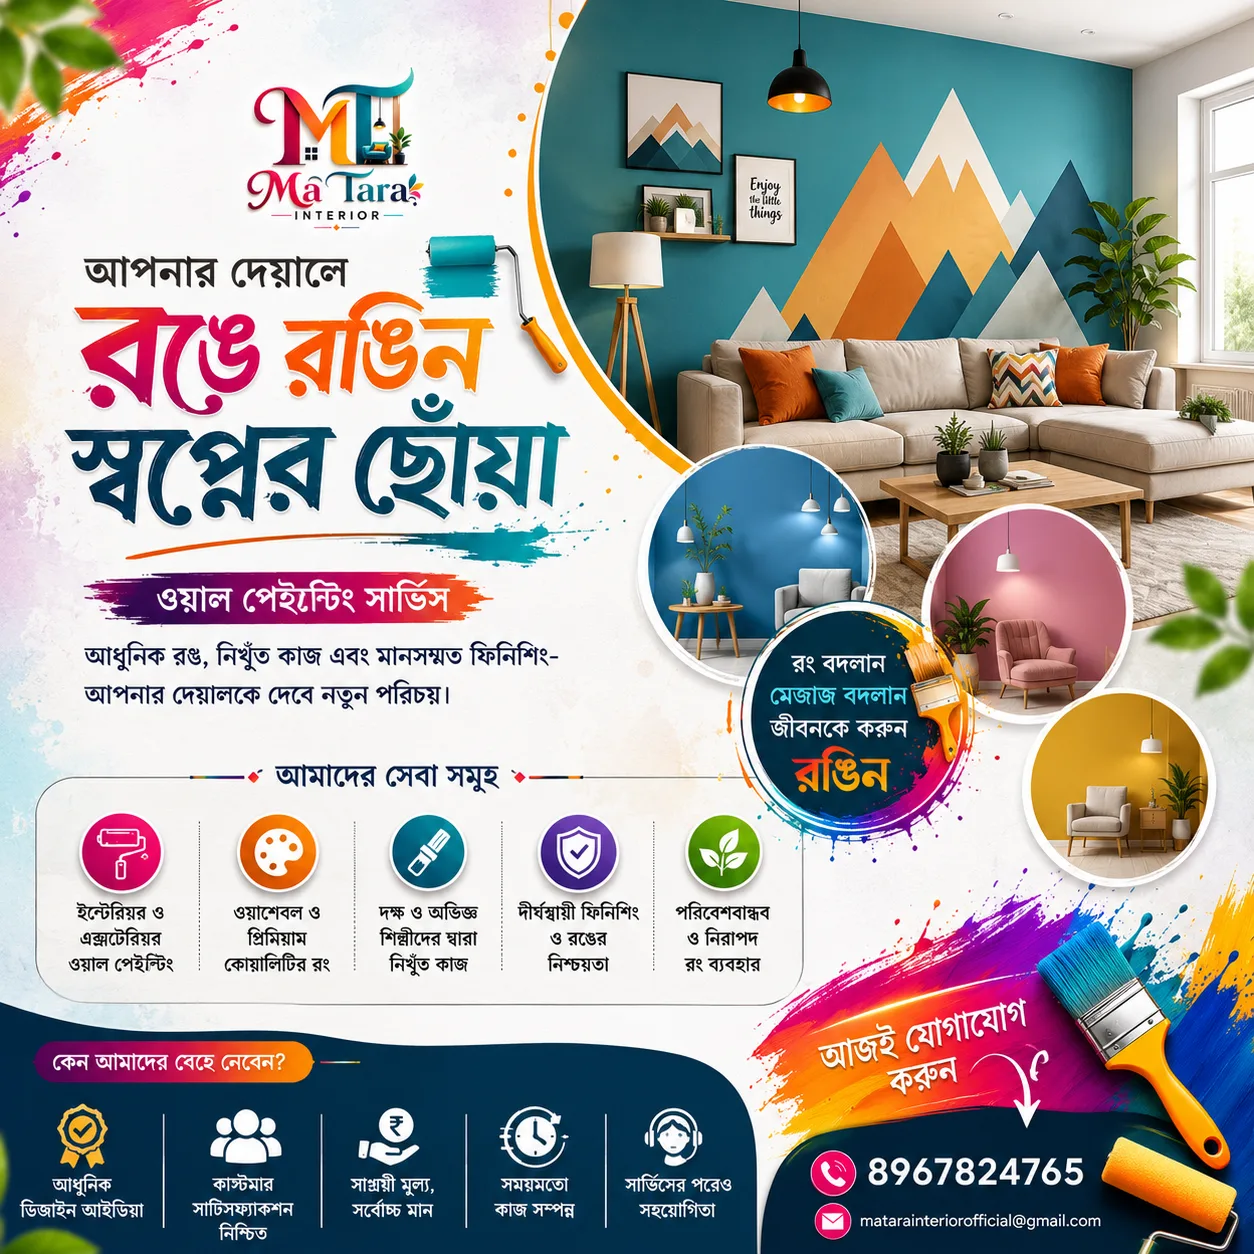 MT
Mâ Tara
INTERIOR
আপনার দেয়ালে
রঙে রঙিন
স্বপ্নের ছোঁয়া
ওয়াল পেইন্টিং সার্ভিস
আধুনিক রঙ, নিখুঁত কাজ এবং মানসম্মত ফিনিশিং-
আপনার দেয়ালকে দেবে নতুন পরিচয়।
Enjoy
the little
things
রং বদলান
মেজাজ বদলান
জীবনকে করুন
রঙিন
আমাদের সেবা সমুহ
ইন্টেরিয়র ও
এক্সটেরিয়র
ওয়াল পেইন্টিং
ওয়াশেবল ও
প্রিমিয়াম
কোয়ালিটির রং
দক্ষ ও অভিজ্ঞ
শিল্পীদের দ্বারা
নিখুঁত কাজ
দীর্ঘস্থায়ী ফিনিশিং
ও রঙের
নিশ্চয়তা
পরিবেশবান্ধব
ও নিরাপদ
রং ব্যবহার
কেন আমাদের বেছে নেবেন?
আধুনিক
ডিজাইন আইডিয়া
কাস্টমার
সাটিসফ্যাকশন
নিশ্চিত
₹
সাশ্রয়ী মূল্য,
সর্বোচ্চ মান
সময়মতো
কাজ সম্পন্ন
সার্ভিসের পরেও
সহযোগিতা
আজই যোগাযোগ
করুন
8967824765
matarainteriorofficial@gmail.com